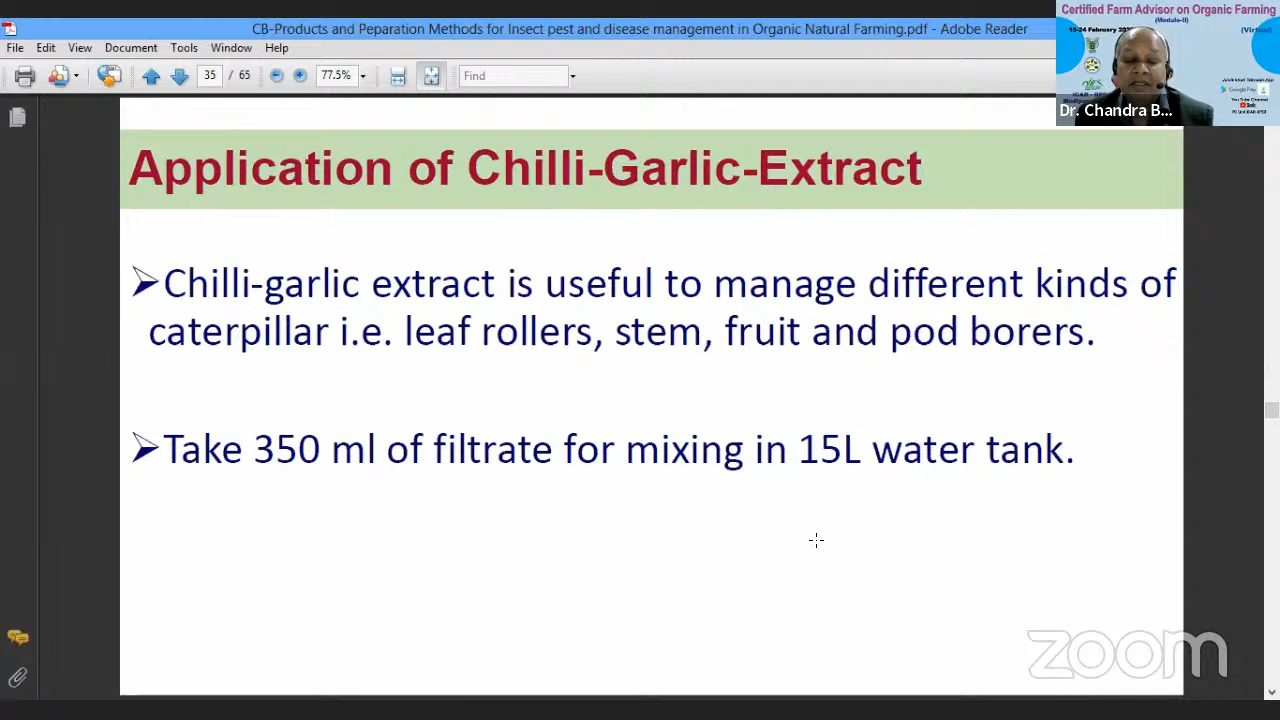 CB-Products and Peparation Methods for Insect pest and disease management in Organic Natural Farming.pdf - Adobe Reader
File Edit View Document Tools Window Help
35 / 65 77.5% Find
Certified Farm Advisor on Organic Farming
(Module-II)
(Virtual)
Dr. Chandra B...
Application of Chilli-Garlic-Extract
➢Chilli-garlic extract is useful to manage different kinds of
caterpillar i.e. leaf rollers, stem, fruit and pod borers.
➢Take 350 ml of filtrate for mixing in 15L water tank.
zoom